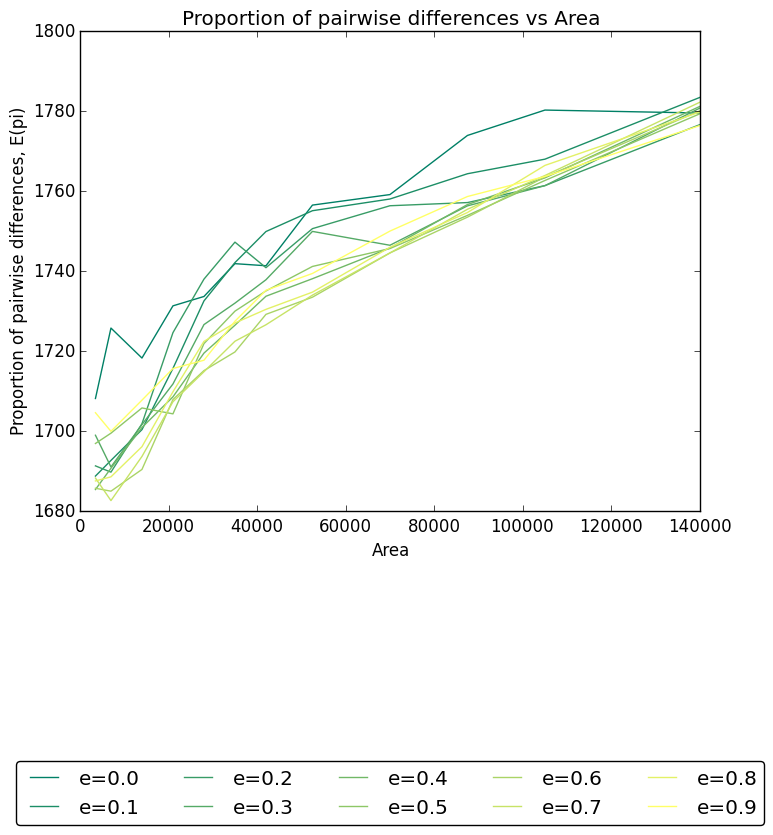 Proportion of pairwise differences vs Area
Proportion of pairwise differences, E(pi)
1800
1780
1760
1740
1720
1700
1680
0 20000 40000 60000 80000 100000 120000 140000
Area
e=0.0 e=0.2 e=0.4 e=0.6 e=0.8
e=0.1 e=0.3 e=0.5 e=0.7 e=0.9